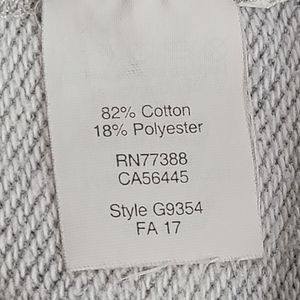 82% Cotton
18% Polyester
RN77388
CA56445
Style G9354
FA 17